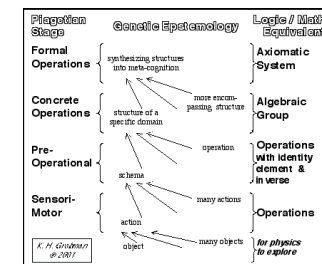 Piagetian
Stage
Genetic Epistemology
Logic / Math
Equivalent
Formal
Operations
synthesizing structures
into meta-cognition
Axiomatic
System
Concrete
Operations
more encom-
passing structure
structure of a
specific domain
Algebraic
Group
Pre-
Operational
operation
schema
Operations
with identity
element &
inverse
Sensori-
Motor
many actions
action
Operations
K. H. Grobman
© 2001
object
many objects
for physics
to explore